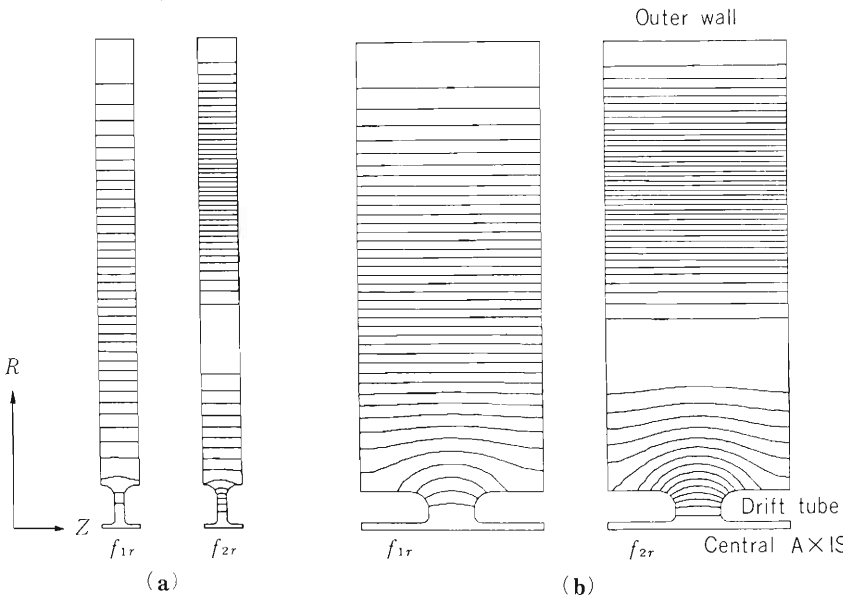 Outer wall
R
Z
f1r
f2r
f1r
f2r
Drift tube
Central A×IS
(a)
(b)